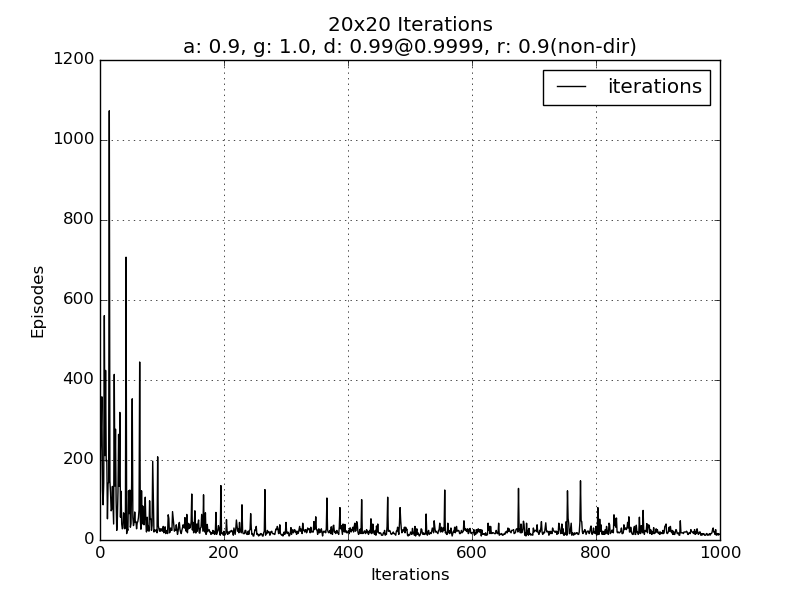 20x20 Iterations
a: 0.9, g: 1.0, d: 0.99@0.9999, r: 0.9(non-dir)
1200
iterations
1000
800
600
400
200
0
Episodes
0 200 400 600 800 1000
Iterations